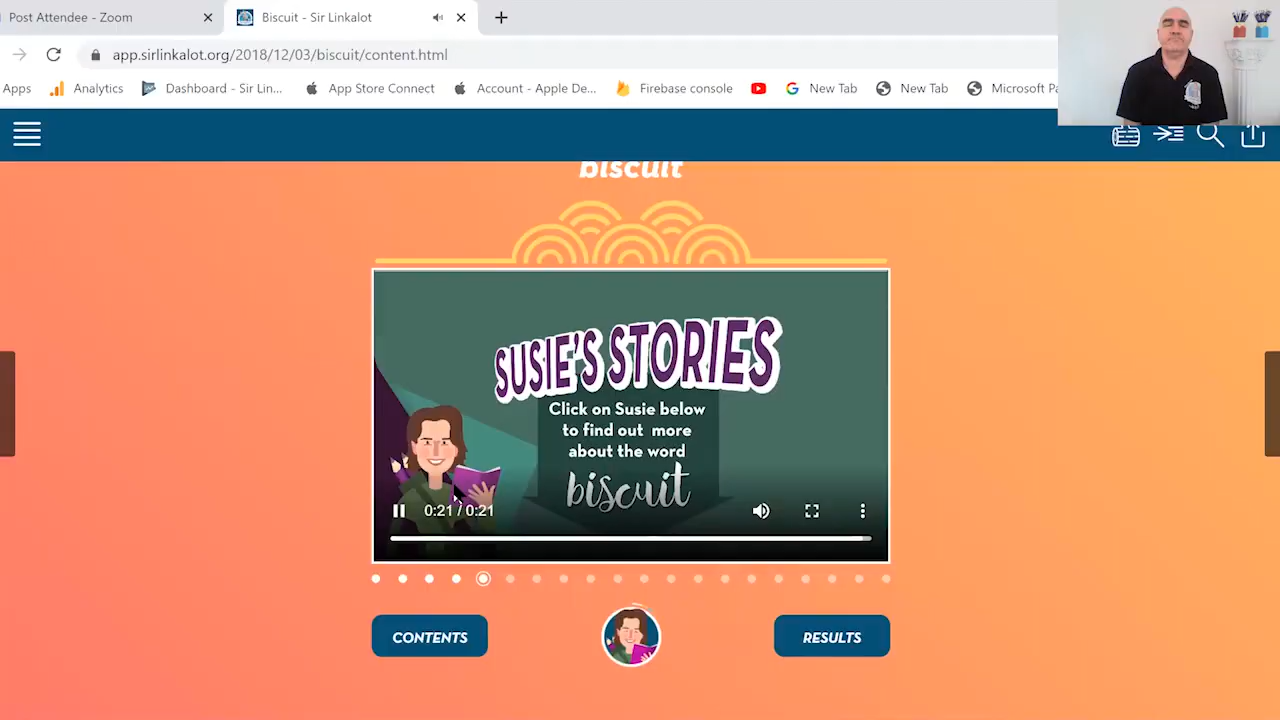 Post Attendee - Zoom
Biscuit - Sir Linkalot
app.sirlinkalot.org/2018/12/03/biscuit/content.html
Apps
Analytics
Dashboard - Sir Lin...
App Store Connect
Account - Apple De...
Firebase console
New Tab
New Tab
Microsoft Pa
biscuit
SUSIE'S STORIES
Click on Susie below
to find out more
about the word
biscuit
0:21 / 0:21
CONTENTS
RESULTS